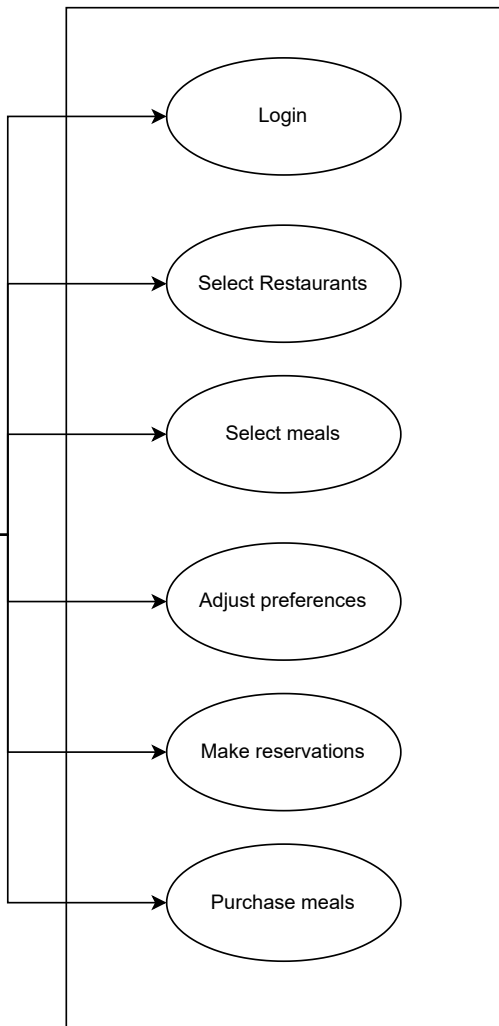 Login
Select Restaurants
Select meals
Adjust preferences
Make reservations
Purchase meals